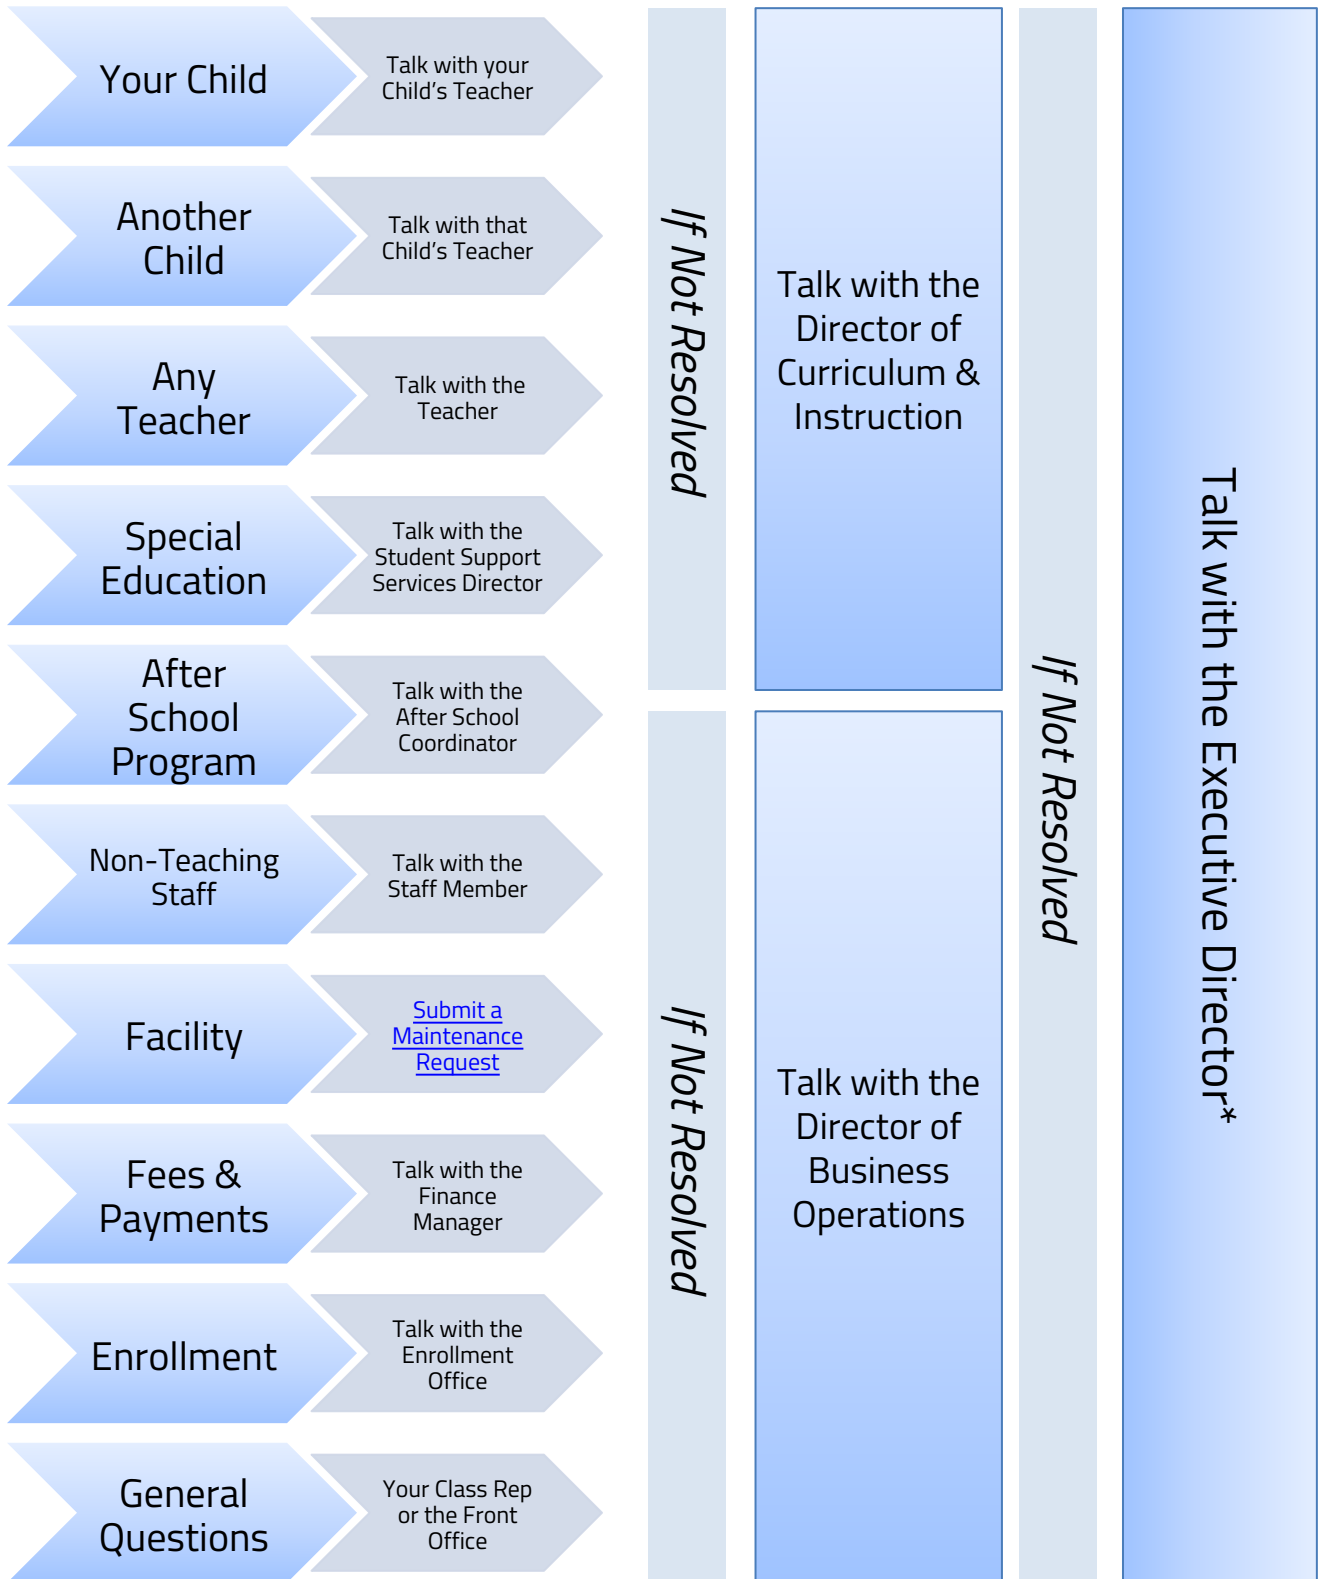 Your Child
Talk with your
Child's Teacher
Another
Child
Talk with that
Child's Teacher
Any
Teacher
Talk with the
Teacher
Special
Education
Talk with the
Student Support
Services Director
After
School
Program
Talk with the
After School
Coordinator
Non-Teaching
Staff
Talk with the
Staff Member
Facility
Submit a
Maintenance
Request
Fees &
Payments
Talk with the
Finance
Manager
Enrollment
Talk with the
Enrollment
Office
General
Questions
Your Class Rep
or the Front
Office
If Not Resolved
If Not Resolved
Talk with the
Director of
Curriculum &
Instruction
Talk with the
Director of
Business
Operations
If Not Resolved
Talk with the Executive Director*